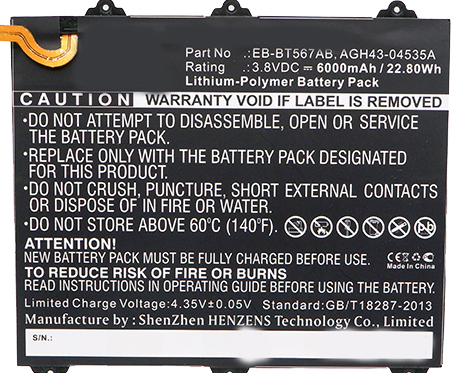 Part No :EB-BT567AB, AGH43-04535A
Rating :3.8VDC⎓ 6000mAh / 22.80Wh
Lithium-Polymer Battery Pack
CAUTION WARRANTY VOID IF LABEL IS REMOVED
•DO NOT ATTEMPT TO DISASSEMBLE, OPEN OR SERVICE
THE BATTERY PACK.
•REPLACE ONLY WITH THE BATTERY PACK DESIGNATED
FOR THIS EQUIPMENT.
•DO NOT CRUSH, PUNCTURE, SHORT EXTERNAL CONTACTS
OR DISPOSE OF IN FIRE OR WATER.
•DO NOT STORE ABOVE 60°C (140°F).
ATTENTION!
NEW BATTERY PACK MUST BE FULLY CHARGED BEFORE USE.
TO REDUCE RISK OF FIRE OR BURNS
READ INSTRUCTIONS IN OPERATING GUIDE BEFORE USING BATTERY.
CE
Made In China
Limited Charge Voltage:4.35V±0.05V Standard:GB/T18287-2013
Manufacture by : ShenZhen HENZENS Technology Co., Ltd.
S/N: